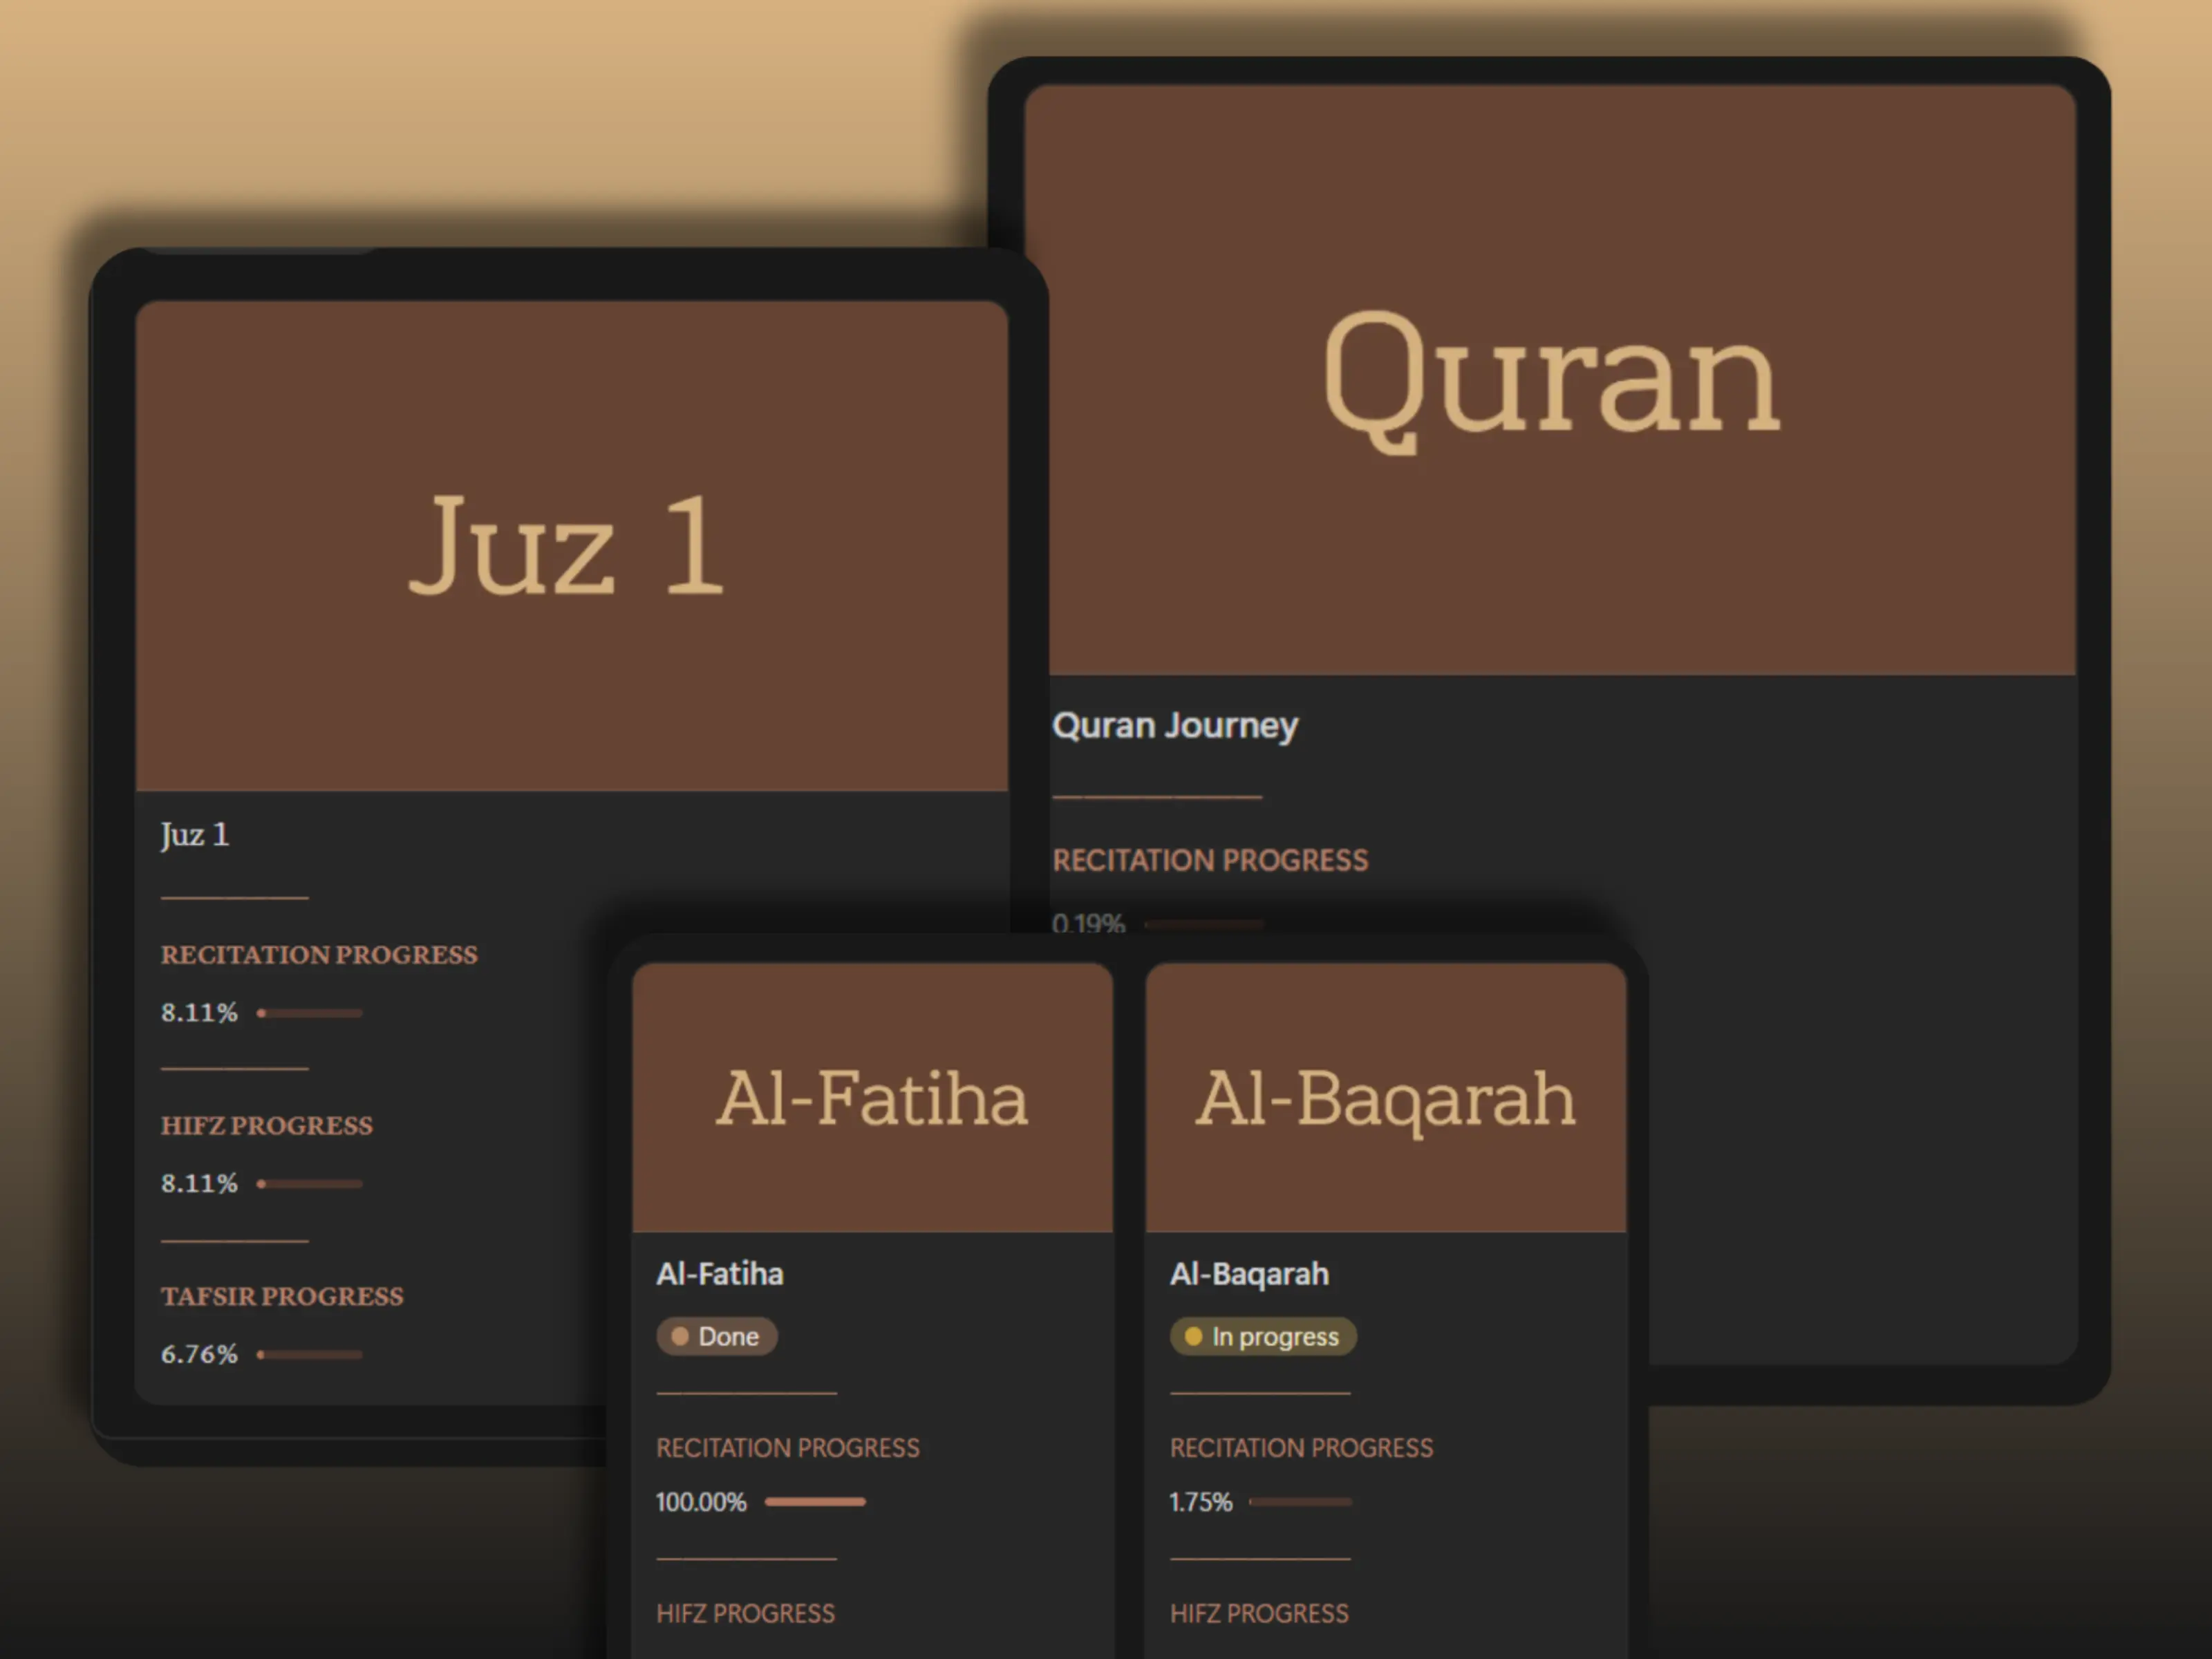 Quran
Quran Journey
RECITATION PROGRESS
0.19%
Juz 1
Juz 1
RECITATION PROGRESS
8.11%
HIFZ PROGRESS
8.11%
TAFSIR PROGRESS
6.76%
Al-Fatiha
Al-Fatiha
Done
RECITATION PROGRESS
100.00%
HIFZ PROGRESS
Al-Baqarah
Al-Baqarah
In progress
RECITATION PROGRESS
1.75%
HIFZ PROGRESS